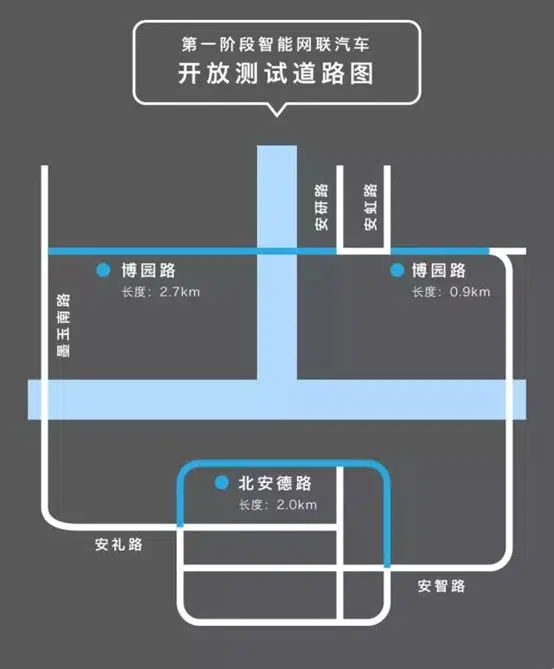 第一阶段智能网联汽车
开放测试道路图
安研路
安虹路
博园路
长度：2.7km
博园路
长度：0.9km
墨玉南路
北安德路
长度：2.0km
安礼路
安智路